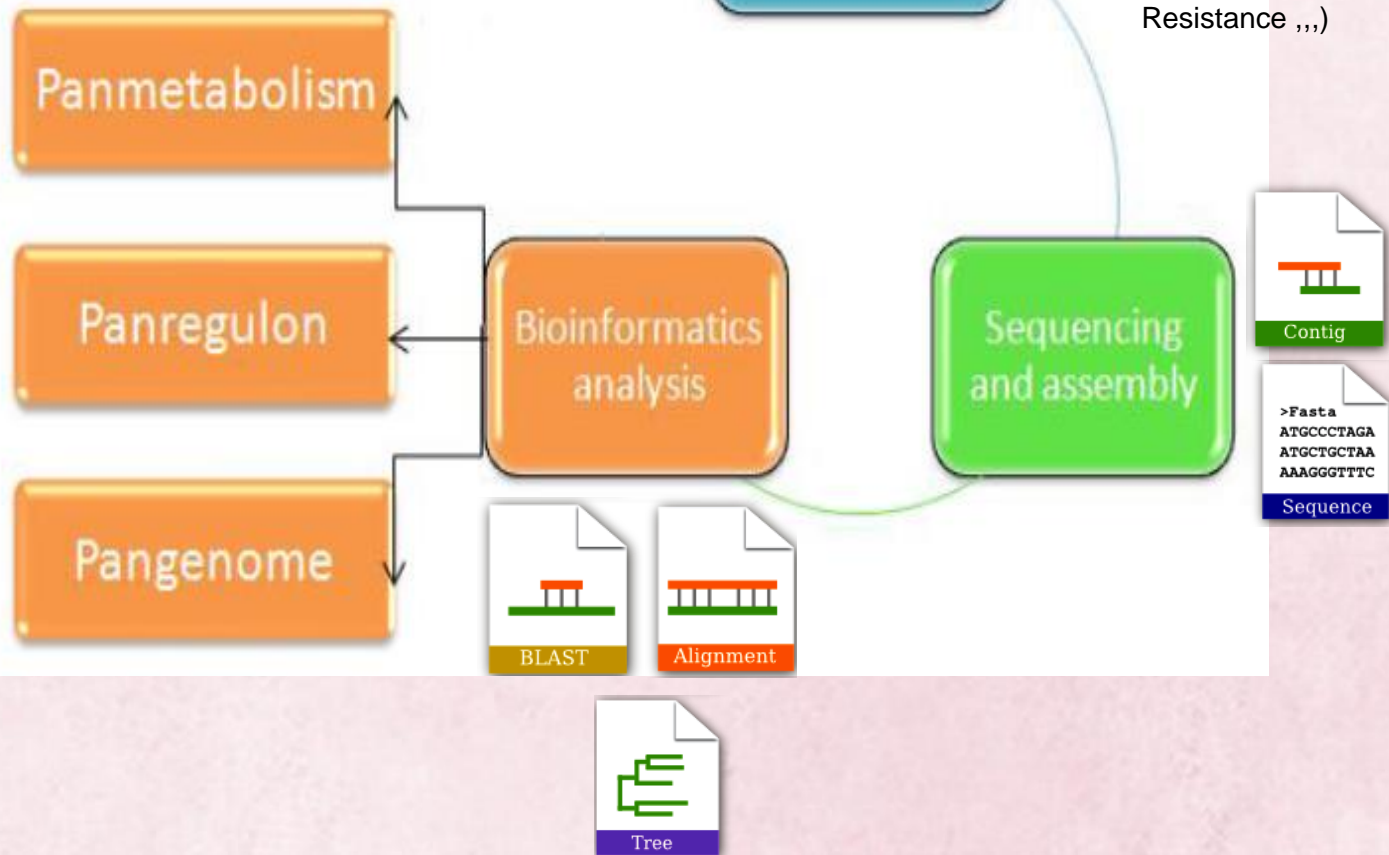 Resistance ,,,)
Panmetabolism
Panregulon
Pangenome
Bioinformatics
analysis
Sequencing
and assembly
Contig
>Fasta
ATGCCCTAGA
ATGCTGCTAA
AAAGGGTTTC
Sequence
BLAST
Alignment
Tree